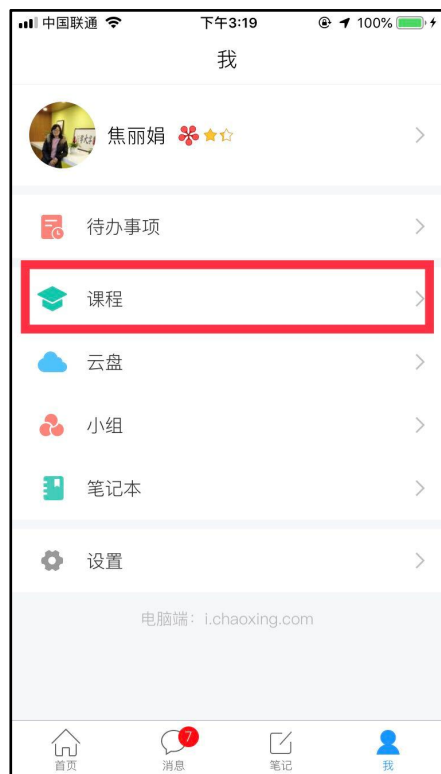 中国联通 下午3:19 100%
我
焦丽娟
待办事项
课程
云盘
小组
笔记本
设置
电脑端：i.chaoxing.com
7
首页 消息 笔记 我